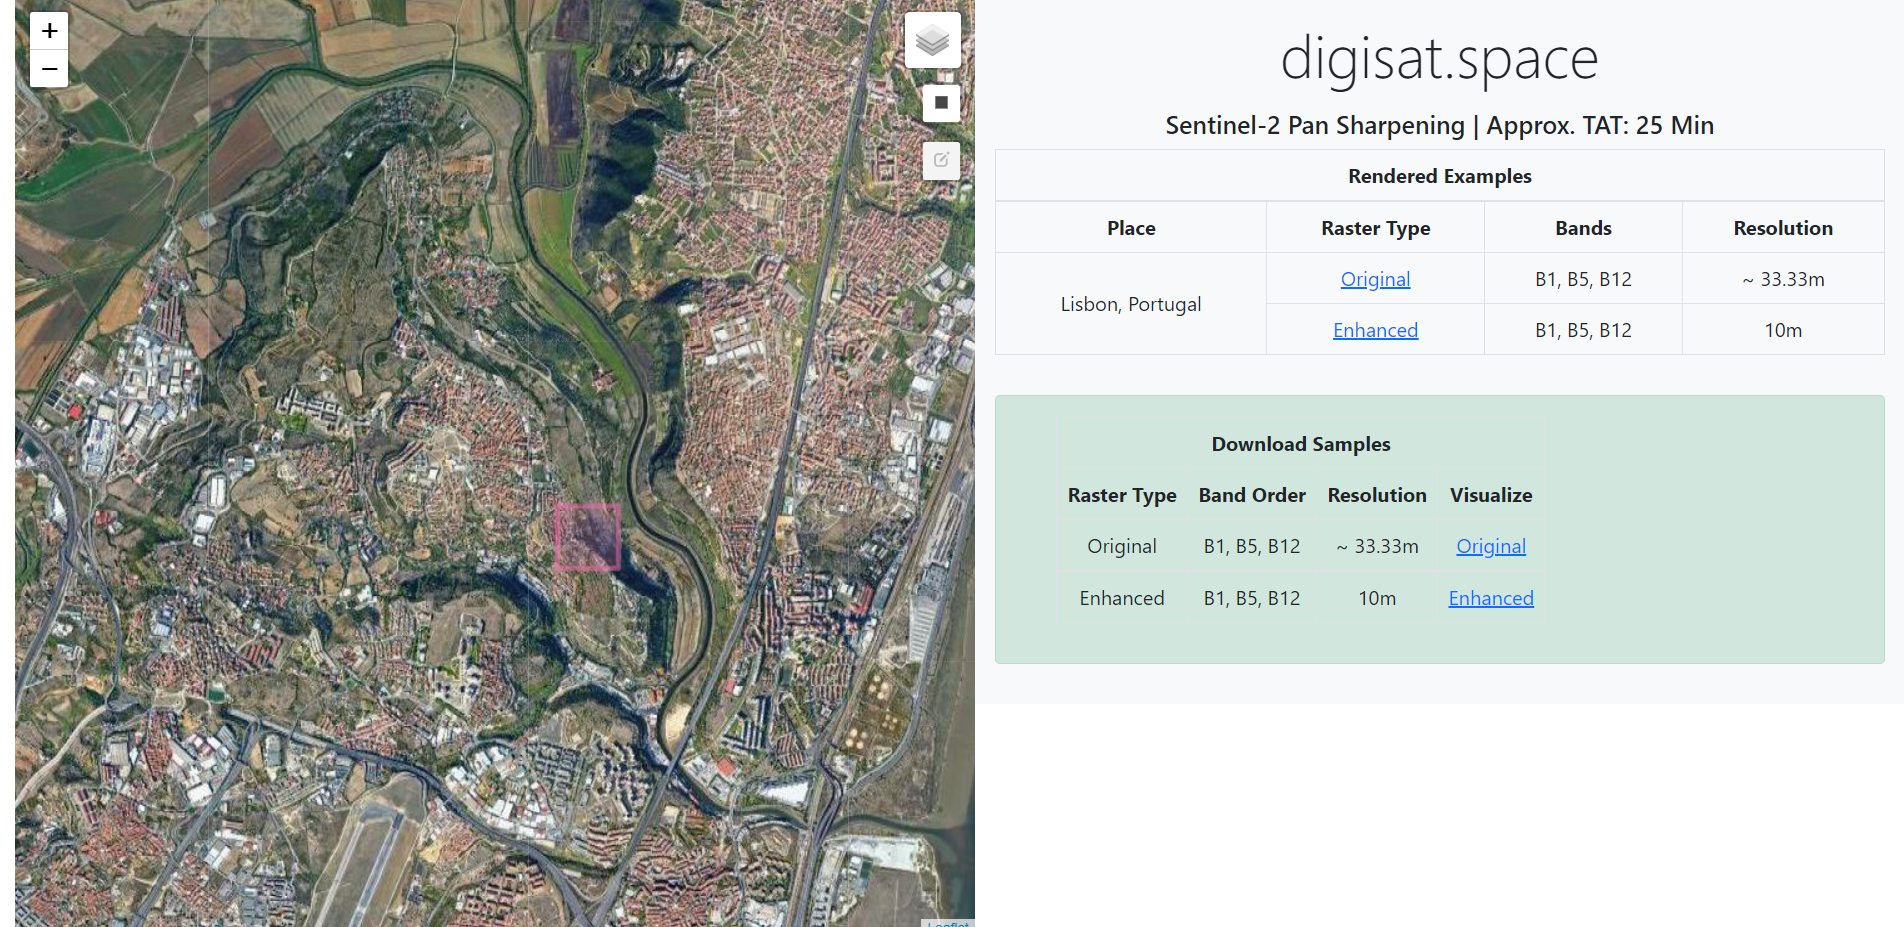 +
−
digisat.space
Sentinel-2 Pan Sharpening | Approx. TAT: 25 Min
Rendered Examples
Place Raster Type Bands Resolution
Lisbon, Portugal
Original B1, B5, B12 ~ 33.33m
Enhanced B1, B5, B12 10m
Download Samples
Raster Type Band Order Resolution Visualize
Original B1, B5, B12 ~ 33.33m Original
Enhanced B1, B5, B12 10m Enhanced
Leaflet